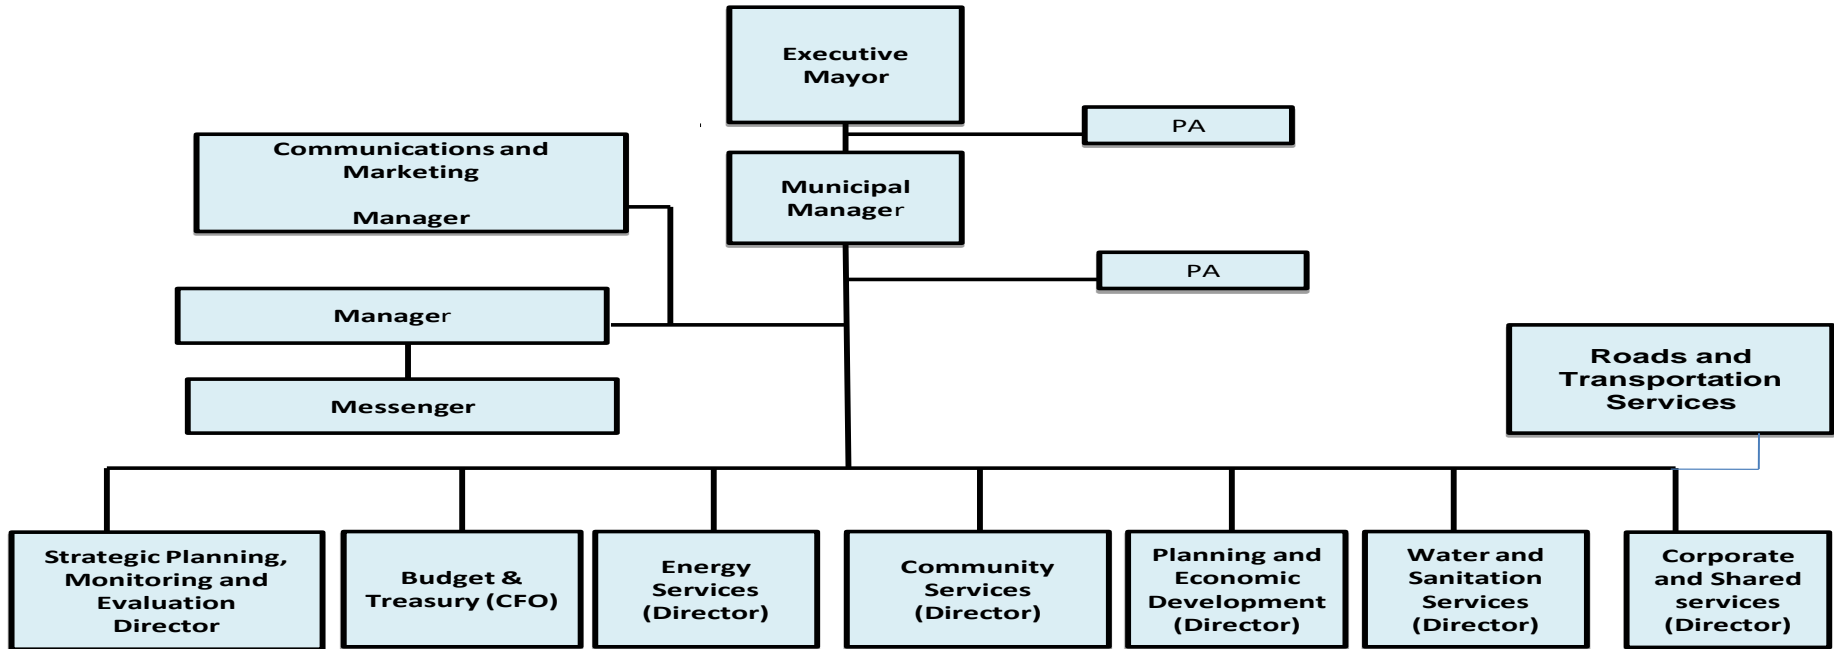 Executive
Mayor
PA
Communications and
Marketing
Manager
Municipal
Manager
PA
Manager
Messenger
Roads and
Transportation
Services
Strategic Planning,
Monitoring and
Evaluation
Director
Budget &
Treasury (CFO)
Energy
Services
(Director)
Community
Services
(Director)
Planning and
Economic
Development
(Director)
Water and
Sanitation
Services
(Director)
Corporate
and Shared
services
(Director)